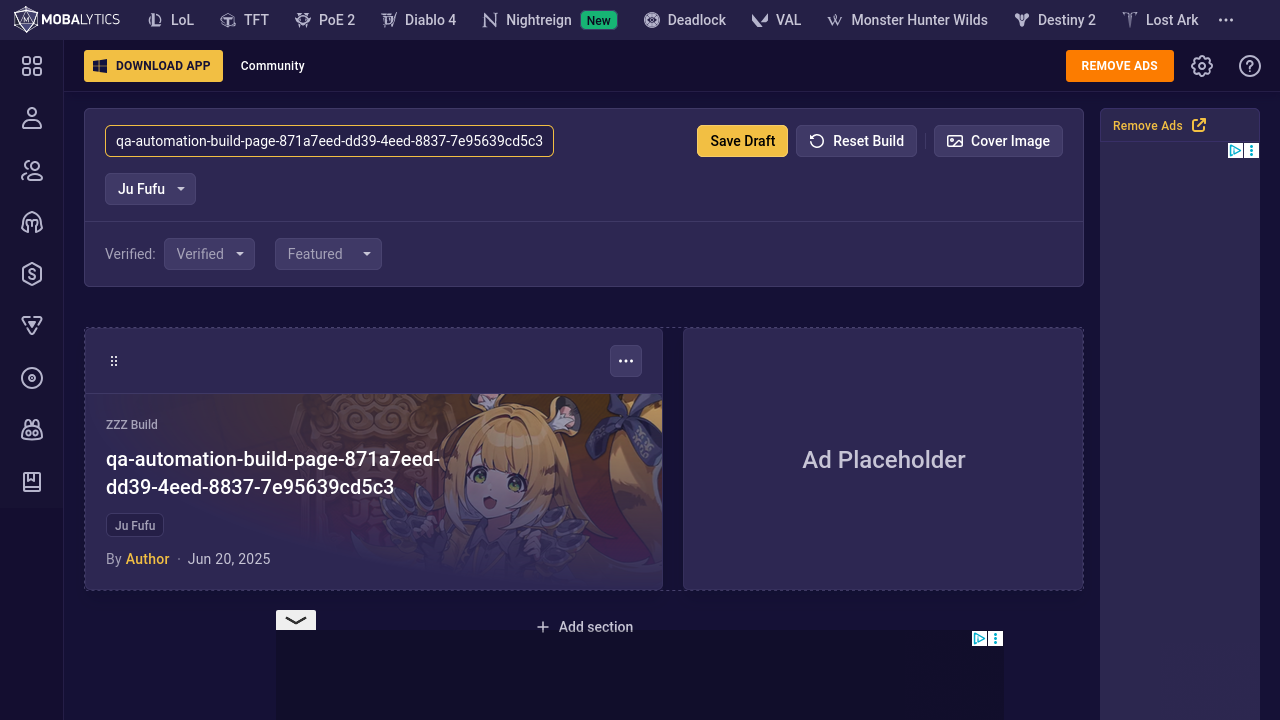 MOBALYTICS LoL TFT PoE 2 Diablo 4 Nightreign New Deadlock VAL Monster Hunter Wilds Destiny 2 Lost Ark
DOWNLOAD APP Community REMOVE ADS
qa-automation-build-page-871a7eed-dd39-4eed-8837-7e95639cd5c3 Save Draft Reset Build Cover Image
Remove Ads
Ju Fufu
Verified: Verified Featured
ZZZ Build
qa-automation-build-page-871a7eed-
dd39-4eed-8837-7e95639cd5c3
Ju Fufu
By Author · Jun 20, 2025
Ad Placeholder
Add section